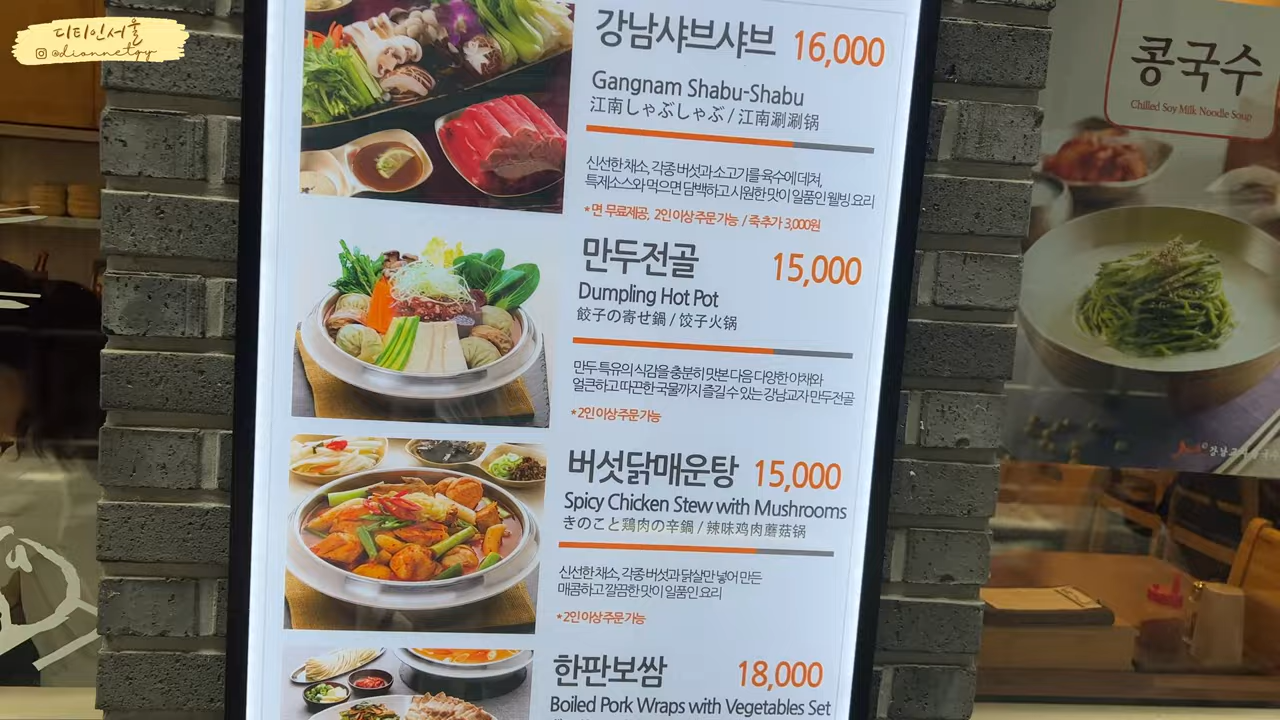 디티인서울
@dionnetqy
강남샤브샤브 16,000
Gangnam Shabu-Shabu
江南しゃぶしゃぶ / 江南涮涮锅
신선한 채소, 각종 버섯과 소고기를 육수에 데쳐,
특제소스와 먹으면 담백하고 시원한 맛이 일품인 웰빙 요리
*면 무료제공, 2인 이상 주문 가능 / 죽추가 3,000원
만두전골 15,000
Dumpling Hot Pot
餃子の寄せ鍋 / 饺子火锅
만두 특유의 식감을 충분히 맛본 다음 다양한 야채와
얼큰하고 따끈한 국물까지 즐길 수 있는 강남교자 만두전골
*2인 이상 주문 가능
버섯닭매운탕 15,000
Spicy Chicken Stew with Mushrooms
きのこと鶏肉の辛鍋 / 辣味鸡肉蘑菇锅
신선한 채소, 각종 버섯과 닭살만 넣어 만든
매콤하고 깔끔한 맛이 일품인 요리
*2인 이상 주문 가능
한판보쌈 18,000
Boiled Pork Wraps with Vegetables Set
콩국수
Chilled Soy Milk Noodle Soup